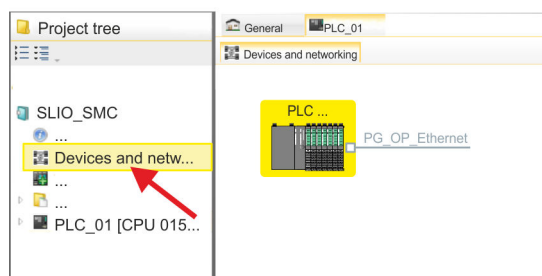 Project tree
SLIO_SMC
...
Devices and netw...
...
...
PLC_01 [CPU 015...
General
PLC_01
Devices and networking
PLC ...
PG_OP_Ethernet